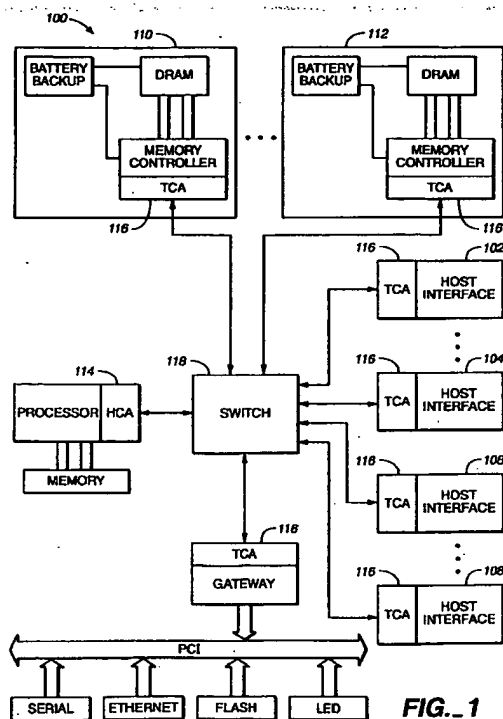 100
110
BATTERY
BACKUP
DRAM
MEMORY
CONTROLLER
TCA
116
112
BATTERY
BACKUP
DRAM
MEMORY
CONTROLLER
TCA
116
116
102
TCA
HOST
INTERFACE
116
104
TCA
HOST
INTERFACE
116
106
TCA
HOST
INTERFACE
116
108
TCA
HOST
INTERFACE
118
SWITCH
114
PROCESSOR
HCA
MEMORY
116
TCA
GATEWAY
PCI
SERIAL
ETHERNET
FLASH
LED
FIG._1